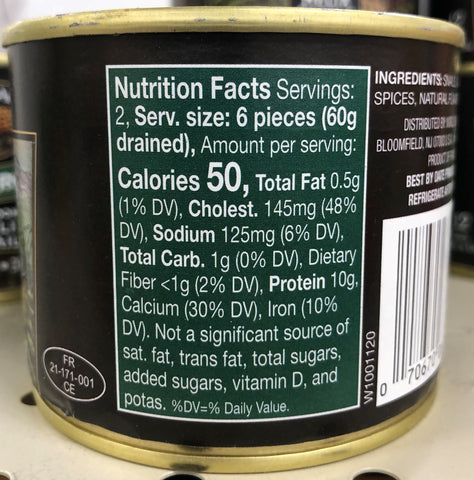 Nutrition Facts Servings:
2, Serv. size: 6 pieces (60g
drained), Amount per serving:
Calories 50, Total Fat 0.5g
(1% DV), Cholest. 145mg (48%
DV), Sodium 125mg (6% DV),
Total Carb. 1g (0% DV), Dietary
Fiber <1g (2% DV), Protein 10g,
Calcium (30% DV), Iron (10%
DV). Not a significant source of
sat. fat, trans fat, total sugars,
added sugars, vitamin D, and
potas. %DV=% Daily Value.
INGREDIENTS:
SPICES, NATURAL
DISTRIBUTED BY
BLOOMFIELD, NJ
PRODUCT OF
BEST BY DATE
REFRIGERATE
W1001120
0
FR
21-171-001
CE